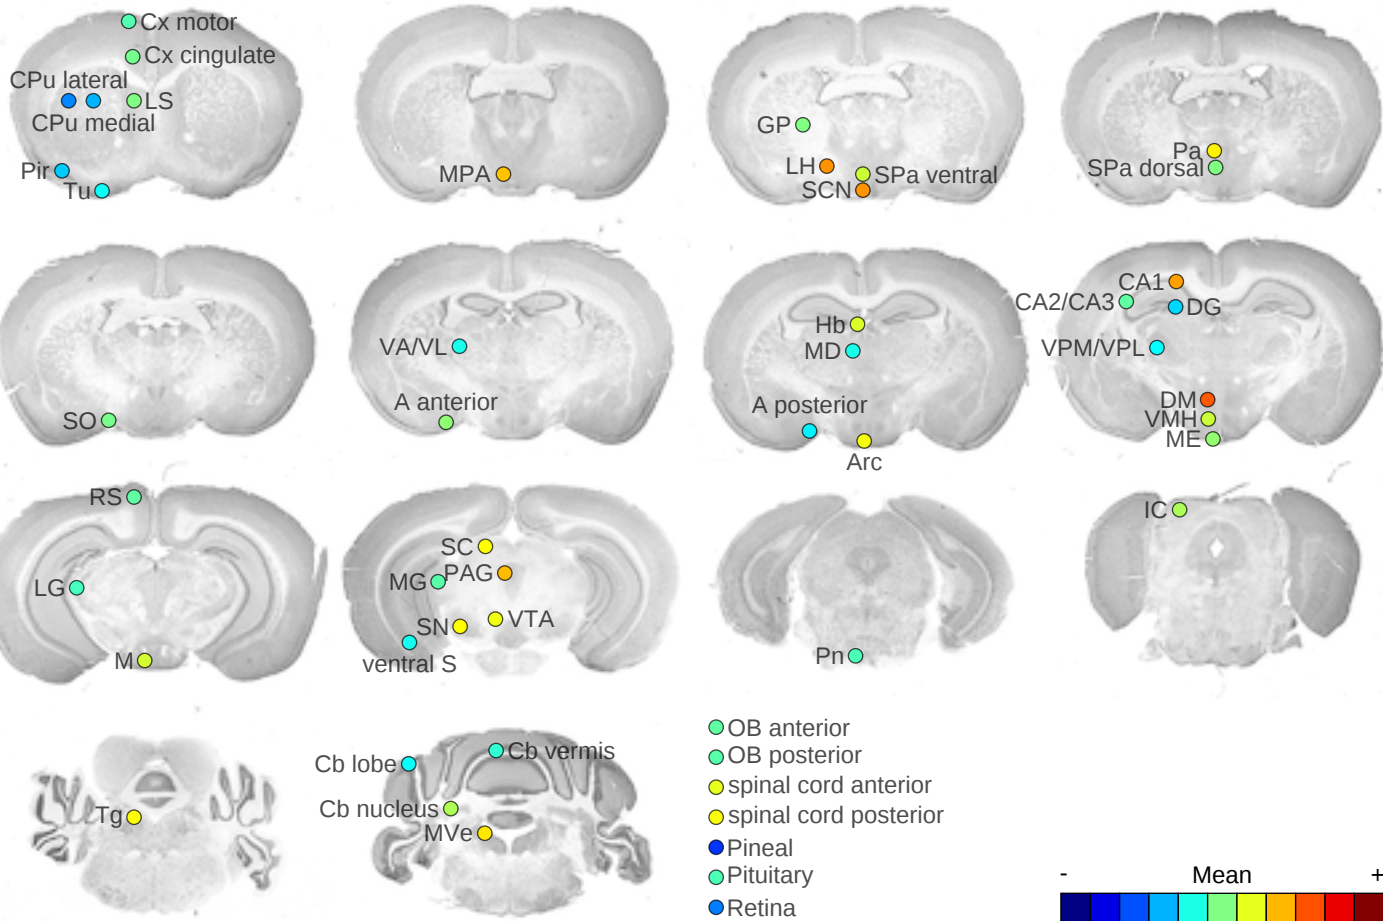 Cx motor
Cx cingulate
CPu lateral
LS
CPu medial
Pir
Tu
MPA
GP
LH
SPa ventral
SCN
Pa
SPa dorsal
SO
VA/VL
A anterior
Hb
MD
A posterior
Arc
CA1
CA2/CA3
DG
VPM/VPL
DM
VMH
ME
RS
LG
M
SC
MG
PAG
SN
VTA
ventral S
Pn
IC
Tg
Cb lobe
Cb vermis
Cb nucleus
MVe
OB anterior
OB posterior
spinal cord anterior
spinal cord posterior
Pineal
Pituitary
Retina
- Mean +